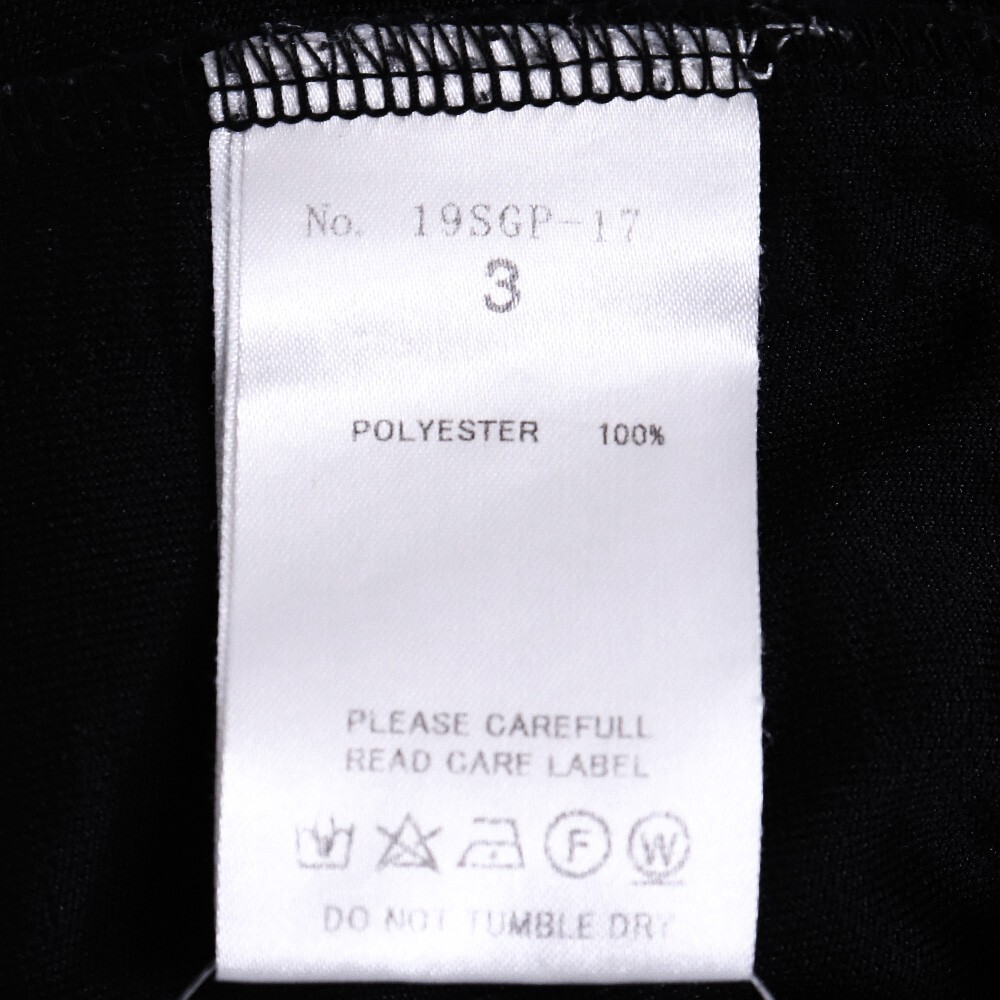 No. 19SGP-17
3
POLYESTER 100%
PLEASE CAREFULL
READ CARE LABEL
F W
DO NOT TUMBLE DRY